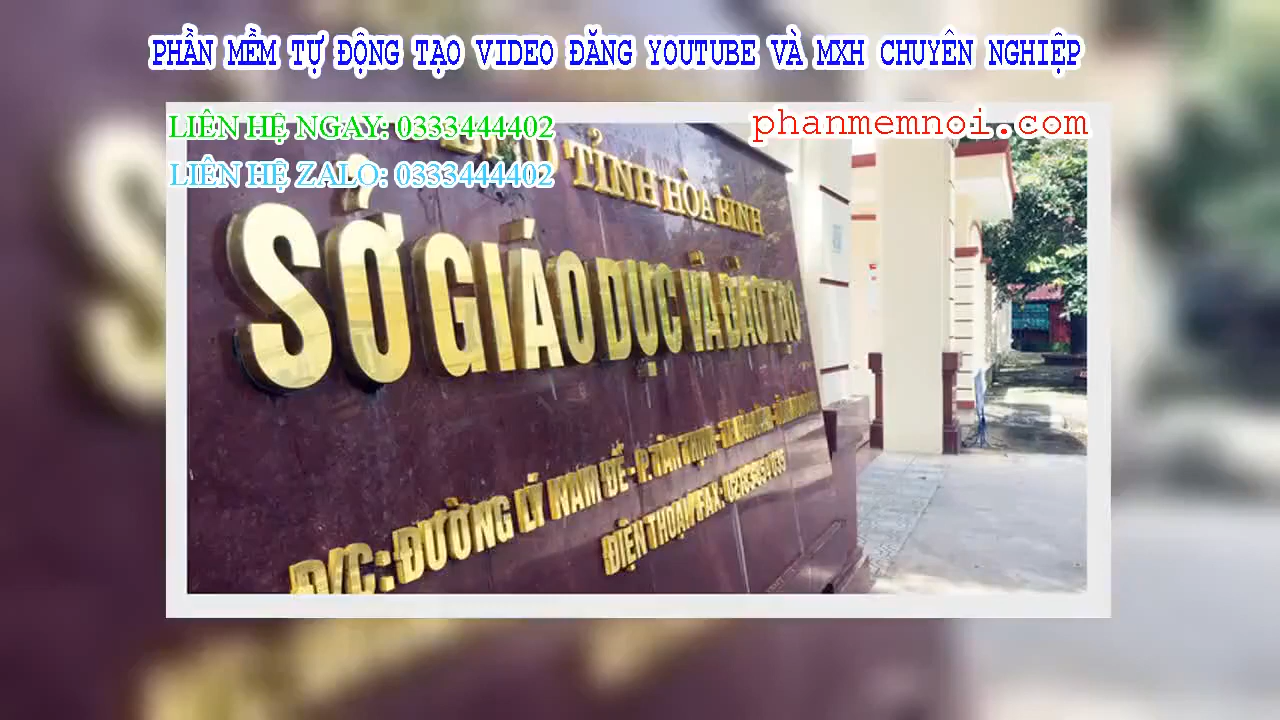 PHẦN MỀM TỰ ĐỘNG TẠO VIDEO ĐĂNG YOUTUBE VÀ MXH CHUYÊN NGHIỆP
LIÊN HỆ NGAY: 0333444402
phanmemnoi.com
LIÊN HỆ ZALO: 0333444402
TỈNH HÒA BÌNH
SỞ GIÁO DỤC VÀ ĐÀO TẠO
Đ/C: ĐƯỜNG LÝ NAM ĐẾ - P. TÂN THỊNH -
ĐIỆN THOẠI/FAX: